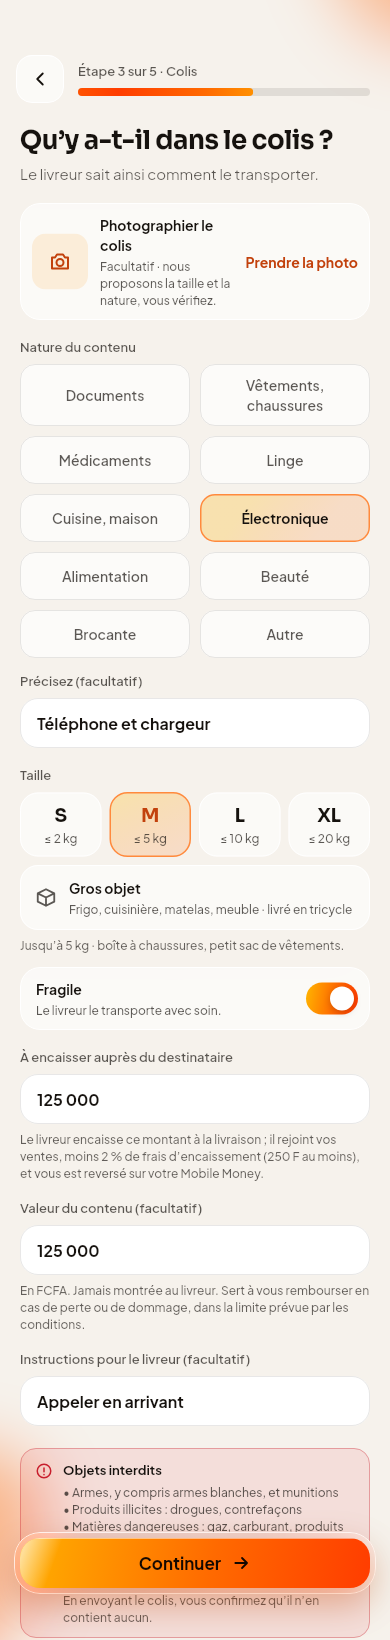 Étape 3 sur 5 · Colis
Qu’y a-t-il dans le colis ?
Le livreur sait ainsi comment le transporter.
Photographier le
colis
Facultatif · nous
proposons la taille et la
nature, vous vérifiez.
Prendre la photo
Nature du contenu
Documents
Vêtements,
chaussures
Médicaments
Linge
Cuisine, maison
Électronique
Alimentation
Beauté
Brocante
Autre
Précisez (facultatif)
Téléphone et chargeur
Taille
S
≤ 2 kg
M
≤ 5 kg
L
≤ 10 kg
XL
≤ 20 kg
Gros objet
Frigo, cuisinière, matelas, meuble · livré en tricycle
Jusqu’à 5 kg · boîte à chaussures, petit sac de vêtements.
Fragile
Le livreur le transporte avec soin.
À encaisser auprès du destinataire
125 000
Le livreur encaisse ce montant à la livraison ; il rejoint vos
ventes, moins 2 % de frais d’encaissement (250 F au moins),
et vous est reversé sur votre Mobile Money.
Valeur du contenu (facultatif)
125 000
En FCFA. Jamais montrée au livreur. Sert à vous rembourser en
cas de perte ou de dommage, dans la limite prévue par les
conditions.
Instructions pour le livreur (facultatif)
Appeler en arrivant
Objets interdits
• Armes, y compris armes blanches, et munitions
• Produits illicites : drogues, contrefaçons
• Matières dangereuses : gaz, carburant, produits
Continuer →
En envoyant le colis, vous confirmez qu’il n’en
contient aucun.